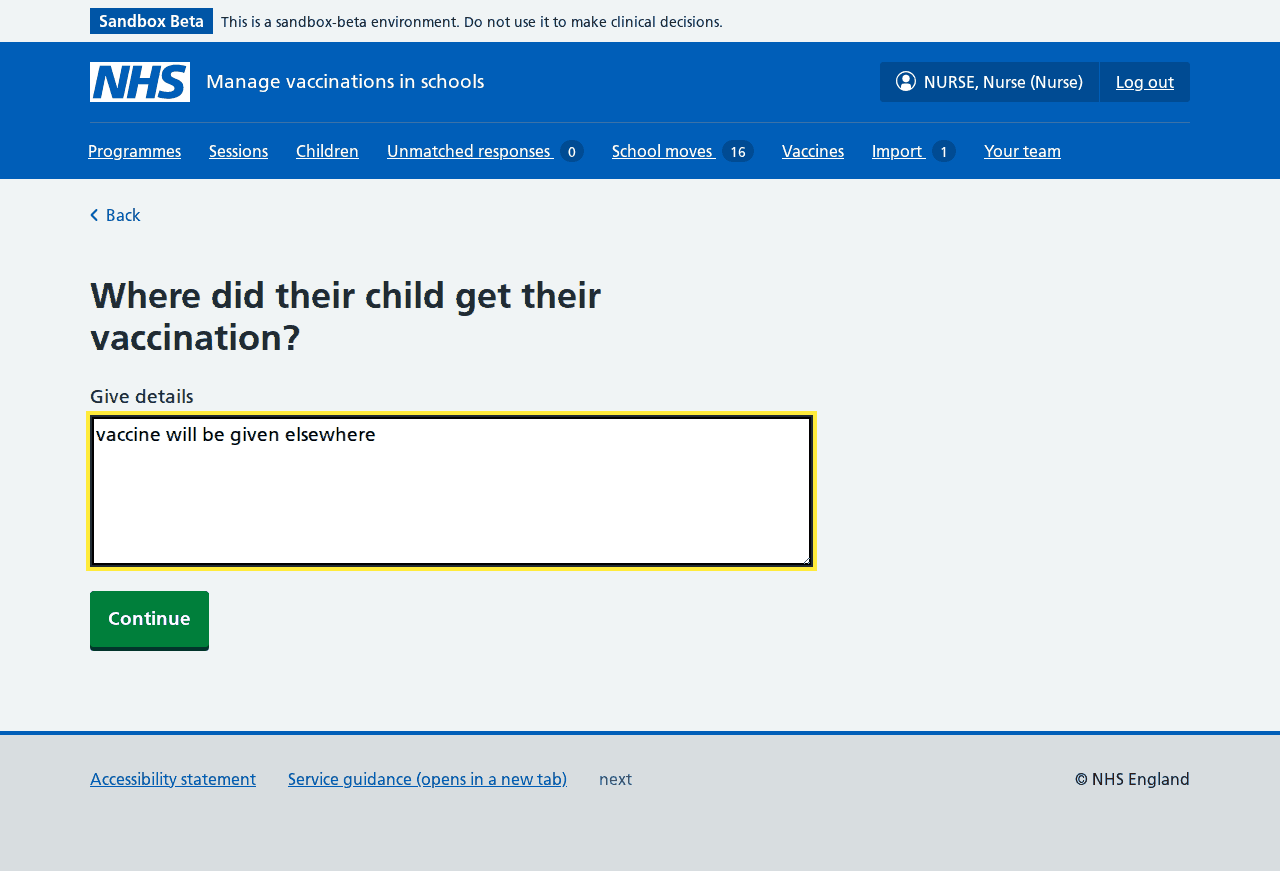 Sandbox Beta This is a sandbox-beta environment. Do not use it to make clinical decisions.
NHS Manage vaccinations in schools NURSE, Nurse (Nurse) Log out
Programmes Sessions Children Unmatched responses 0 School moves 16 Vaccines Import 1 Your team
Back
Where did their child get their
vaccination?
Give details
vaccine will be given elsewhere
Continue
Accessibility statement Service guidance (opens in a new tab) next © NHS England